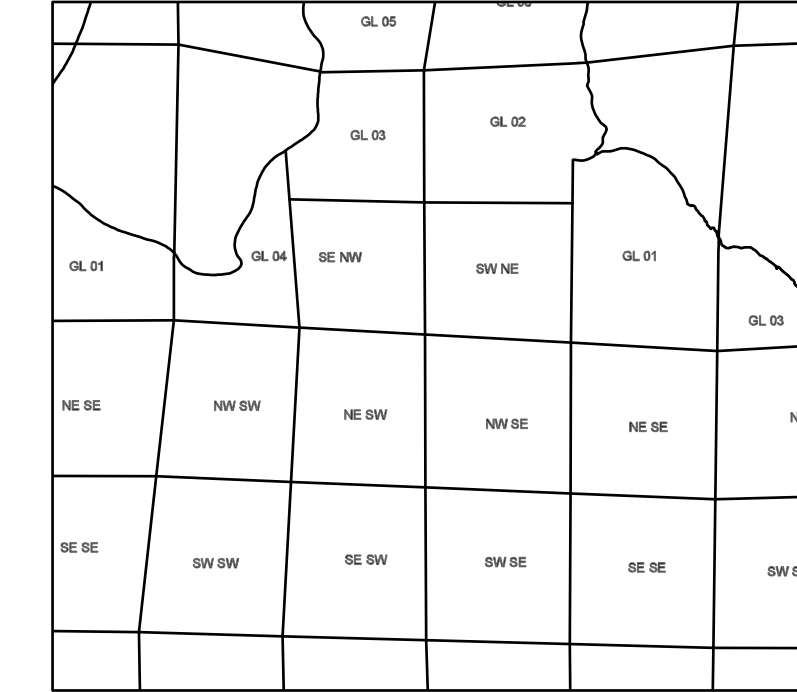 GL 05
GL 03
GL 02
GL 01
GL 04
SE NW
SW NE
GL 01
GL 03
NE SE
NW SW
NE SW
NW SE
NE SE
SE SE
SW SW
SE SW
SW SE
SE SE
SW